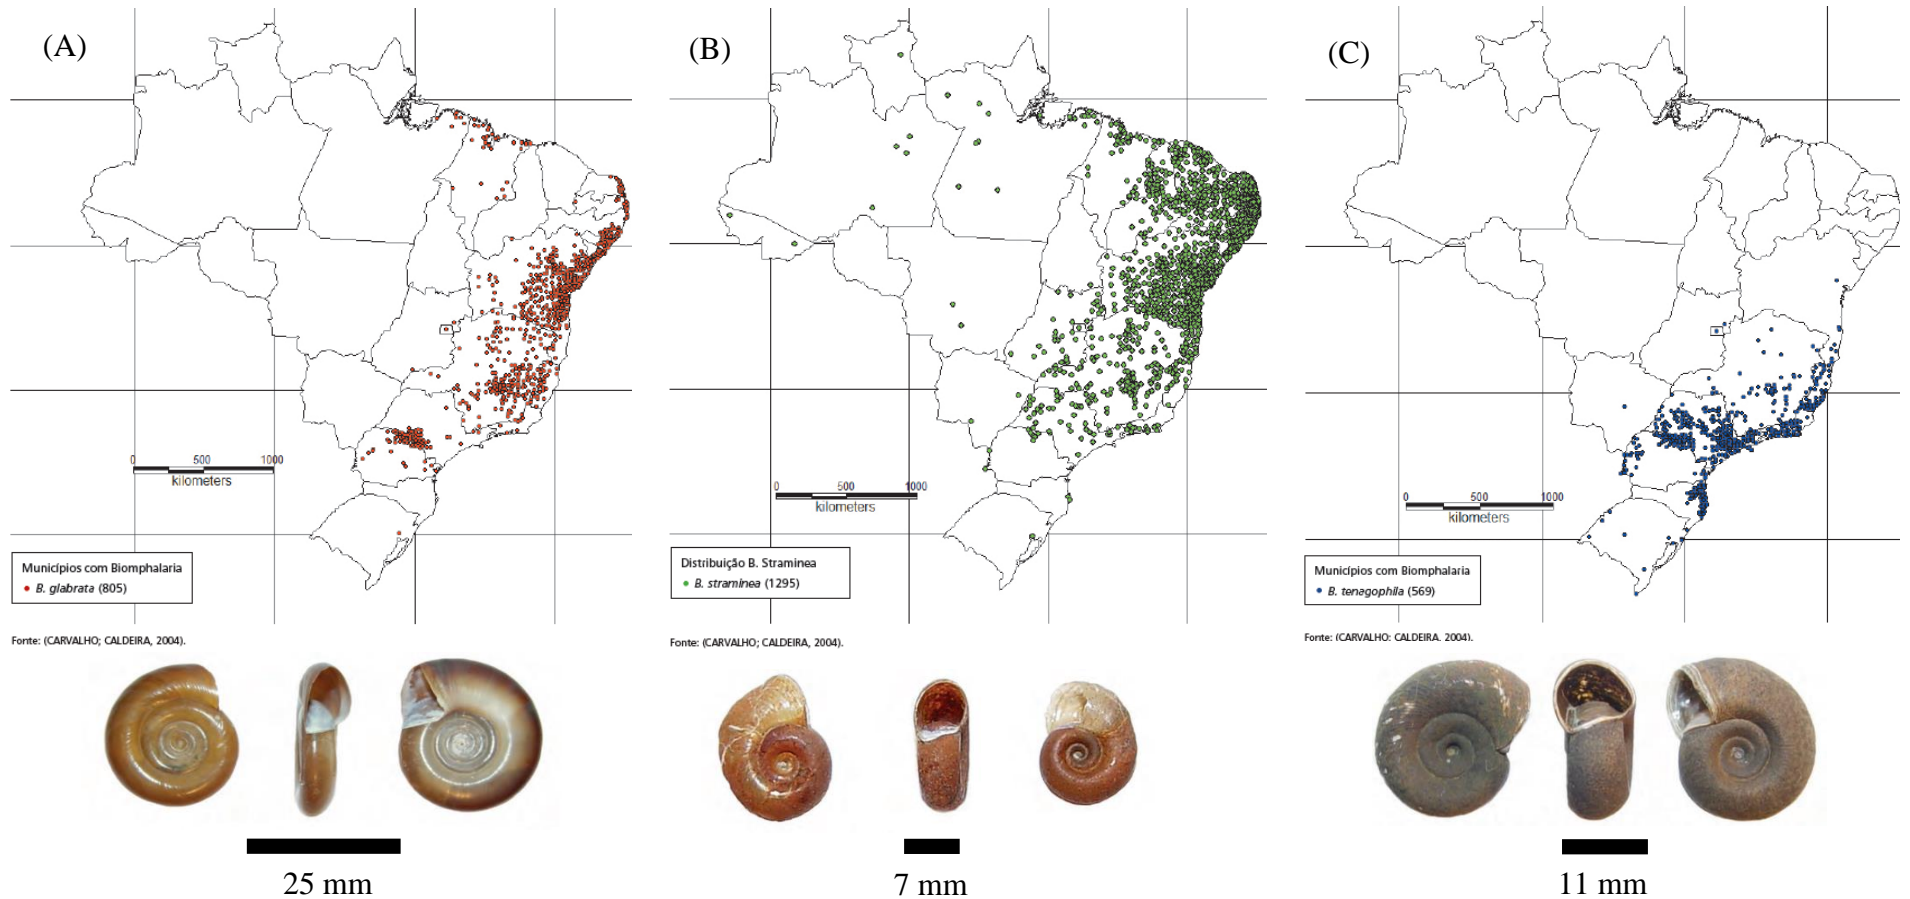 (A)
0 500 1000
kilometers
Municípios com Biomphalaria
B. glabrata (805)
Fonte: (CARVALHO; CALDEIRA, 2004).
25 mm
(B)
0 500 1000
kilometers
Distribuição B. Straminea
B. straminea (1295)
Fonte: (CARVALHO; CALDEIRA, 2004).
7 mm
(C)
0 500 1000
kilometers
Municípios com Biomphalaria
B. tenagophila (569)
Fonte: (CARVALHO; CALDEIRA, 2004).
11 mm